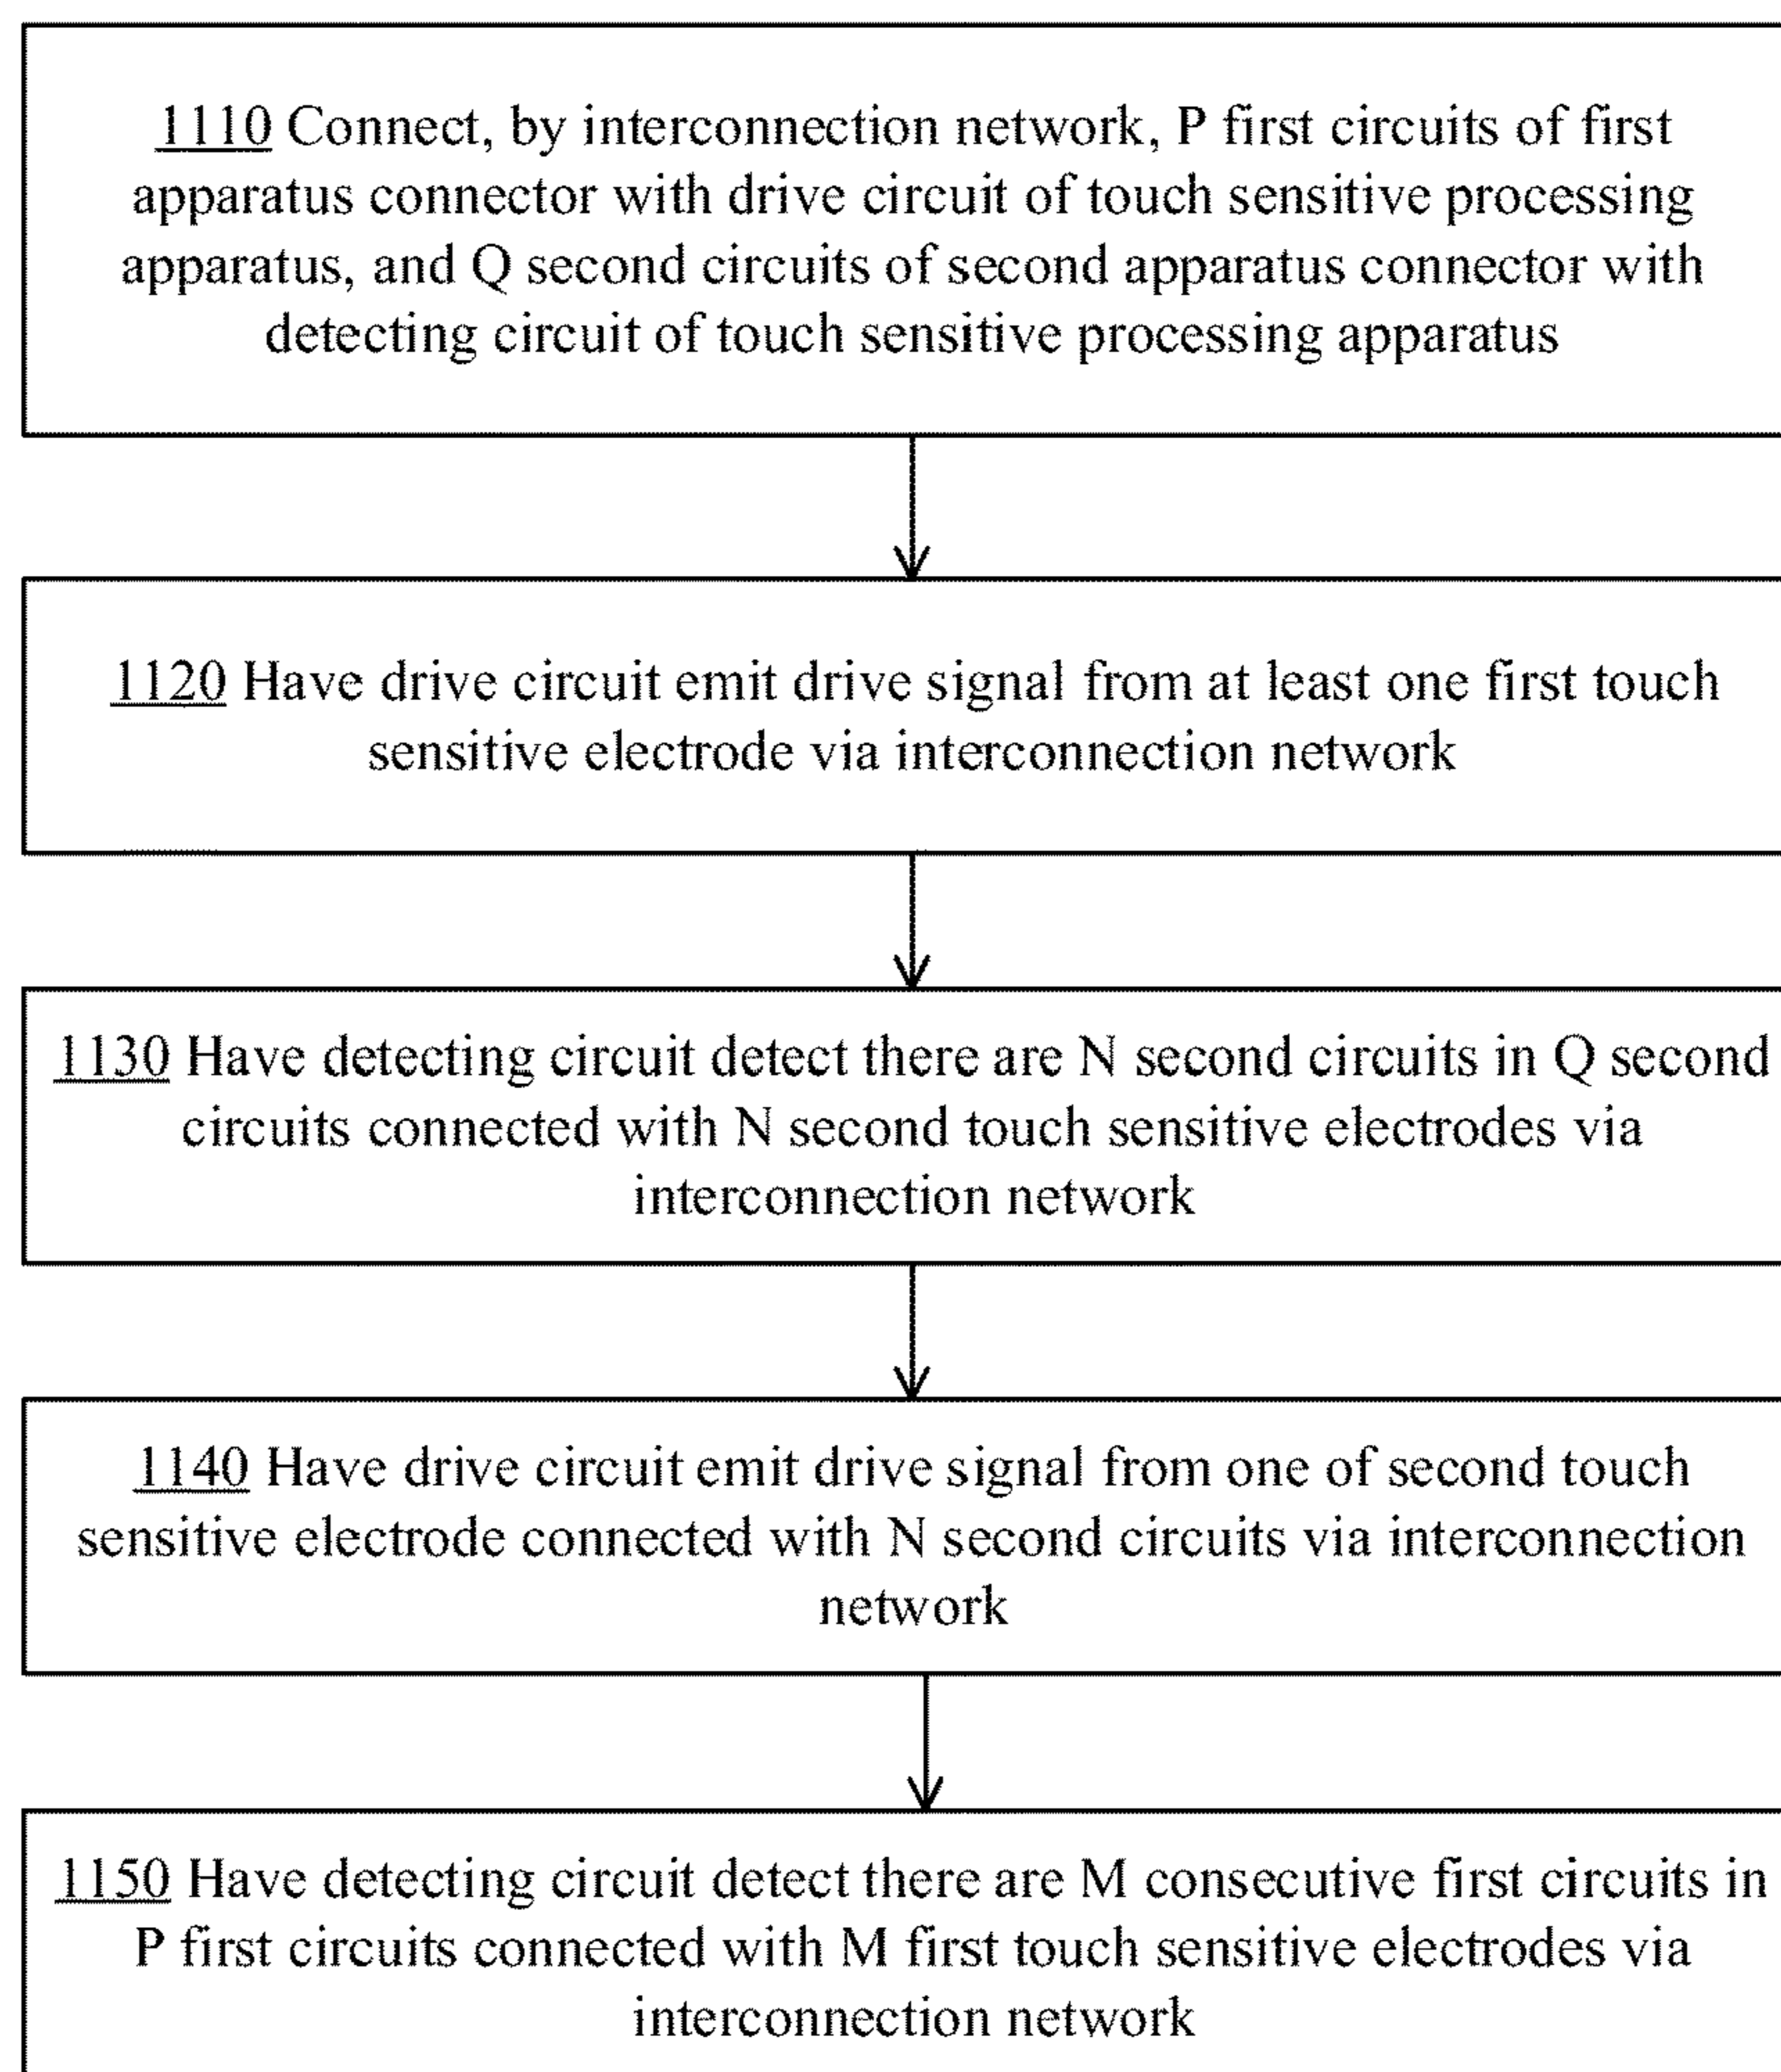 1110 Connect, by interconnection network, P first circuits of first
apparatus connector with drive circuit of touch sensitive processing
apparatus, and Q second circuits of second apparatus connector with
detecting circuit of touch sensitive processing apparatus
1120 Have drive circuit emit drive signal from at least one first touch
sensitive electrode via interconnection network
1130 Have detecting circuit detect there are N second circuits in Q second
circuits connected with N second touch sensitive electrodes via
interconnection network
1140 Have drive circuit emit drive signal from one of second touch
sensitive electrode connected with N second circuits via interconnection
network
1150 Have detecting circuit detect there are M consecutive first circuits in
P first circuits connected with M first touch sensitive electrodes via
interconnection network